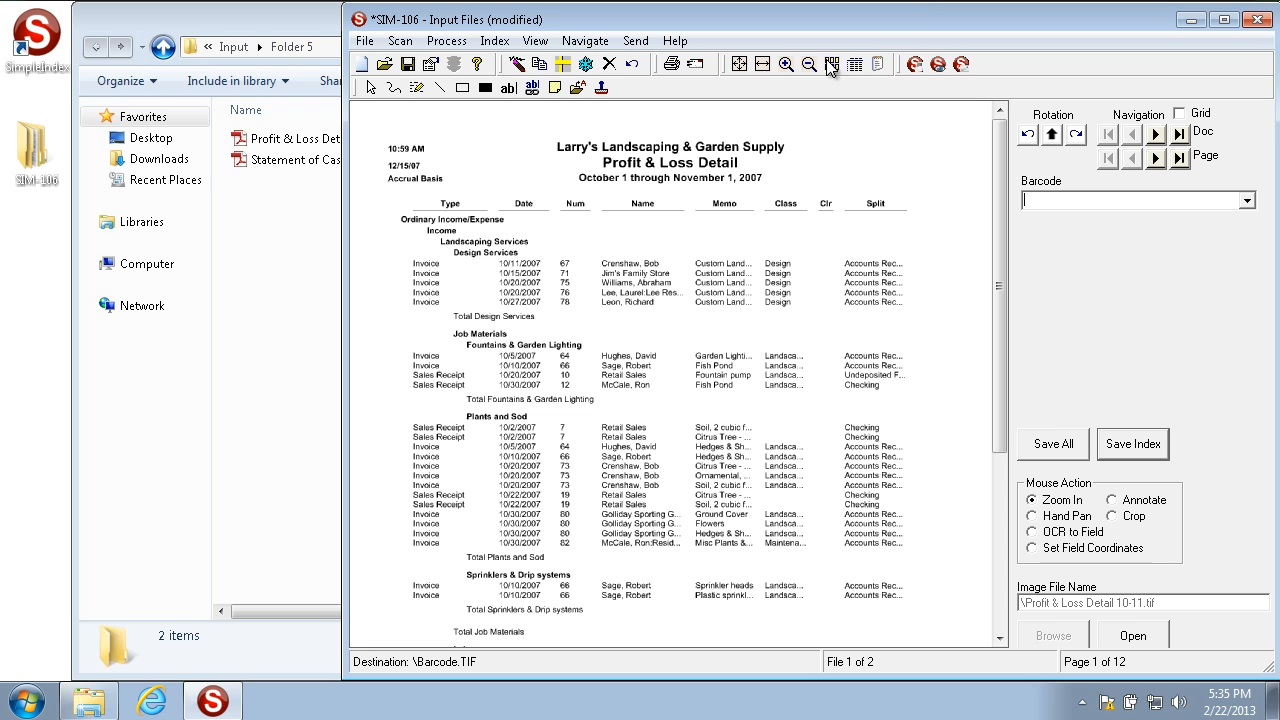 SimpleIndex
SIM-106
Input
Folder 5
Organize
Include in library
Favorites
Desktop
Downloads
Recent Places
Libraries
Computer
Network
Name
Profit & Loss De
Statement of Cas
2 items
*SIM-106 - Input Files (modified)
File Scan Process Index View Navigate Send Help
10:59 AM
12/15/07
Accrual Basis
Larry's Landscaping & Garden Supply
Profit & Loss Detail
October 1 through November 1, 2007
Type Date Num Name Memo Class Clr Split
Ordinary Income/Expense
Income
Landscaping Services
Design Services
Invoice 10/11/2007 67 Crenshaw, Bob Custom Land... Design Accounts Rec...
Invoice 10/15/2007 71 Jim's Family Store Custom Land... Design Accounts Rec...
Invoice 10/20/2007 75 Williams, Abraham Custom Land... Design Accounts Rec...
Invoice 10/20/2007 76 Lee, Laurel:Lee Res... Custom Land... Design Accounts Rec...
Invoice 10/27/2007 78 Leon, Richard Custom Land... Design Accounts Rec...
Total Design Services
Job Materials
Fountains & Garden Lighting
Invoice 10/5/2007 64 Hughes, David Garden Lighti... Landsca... Accounts Rec...
Invoice 10/10/2007 66 Sage, Robert Fish Pond Landsca... Accounts Rec...
Sales Receipt 10/20/2007 10 Retail Sales Fountain pump Landsca... Undeposited F...
Sales Receipt 10/30/2007 12 McCale, Ron Fish Pond Landsca... Checking
Total Fountains & Garden Lighting
Plants and Sod
Sales Receipt 10/2/2007 7 Retail Sales Soil, 2 cubic f... Checking
Sales Receipt 10/2/2007 7 Retail Sales Citrus Tree - ... Checking
Invoice 10/5/2007 64 Hughes, David Hedges & Sh... Landsca... Accounts Rec...
Invoice 10/10/2007 66 Sage, Robert Hedges & Sh... Landsca... Accounts Rec...
Invoice 10/20/2007 73 Crenshaw, Bob Citrus Tree - ... Landsca... Accounts Rec...
Invoice 10/20/2007 73 Crenshaw, Bob Ornamental, ... Landsca... Accounts Rec...
Invoice 10/20/2007 73 Crenshaw, Bob Soil, 2 cubic f... Landsca... Accounts Rec...
Sales Receipt 10/22/2007 19 Retail Sales Citrus Tree - ... Checking
Sales Receipt 10/22/2007 19 Retail Sales Soil, 2 cubic f... Checking
Invoice 10/30/2007 80 Golliday Sporting G... Ground Cover Landsca... Accounts Rec...
Invoice 10/30/2007 80 Golliday Sporting G... Flowers Landsca... Accounts Rec...
Invoice 10/30/2007 80 Golliday Sporting G... Hedges & Sh... Landsca... Accounts Rec...
Invoice 10/30/2007 82 McCale, Ron:Resid... Misc Plants &... Maintena... Accounts Rec...
Total Plants and Sod
Sprinklers & Drip systems
Invoice 10/10/2007 66 Sage, Robert Sprinkler heads Landsca... Accounts Rec...
Invoice 10/10/2007 66 Sage, Robert Plastic sprinkl... Landsca... Accounts Rec...
Total Sprinklers & Drip systems
Total Job Materials
Rotation Navigation Grid
Doc
Page
Barcode
Save All Save Index
Mouse Action
Zoom In Annotate
Hand Pan Crop
OCR to Field
Set Field Coordinates
Image File Name
\Profit & Loss Detail 10-11.tif
Browse Open
Destination: \Barcode.TIF File 1 of 2 Page 1 of 12
5:35 PM
2/22/2013